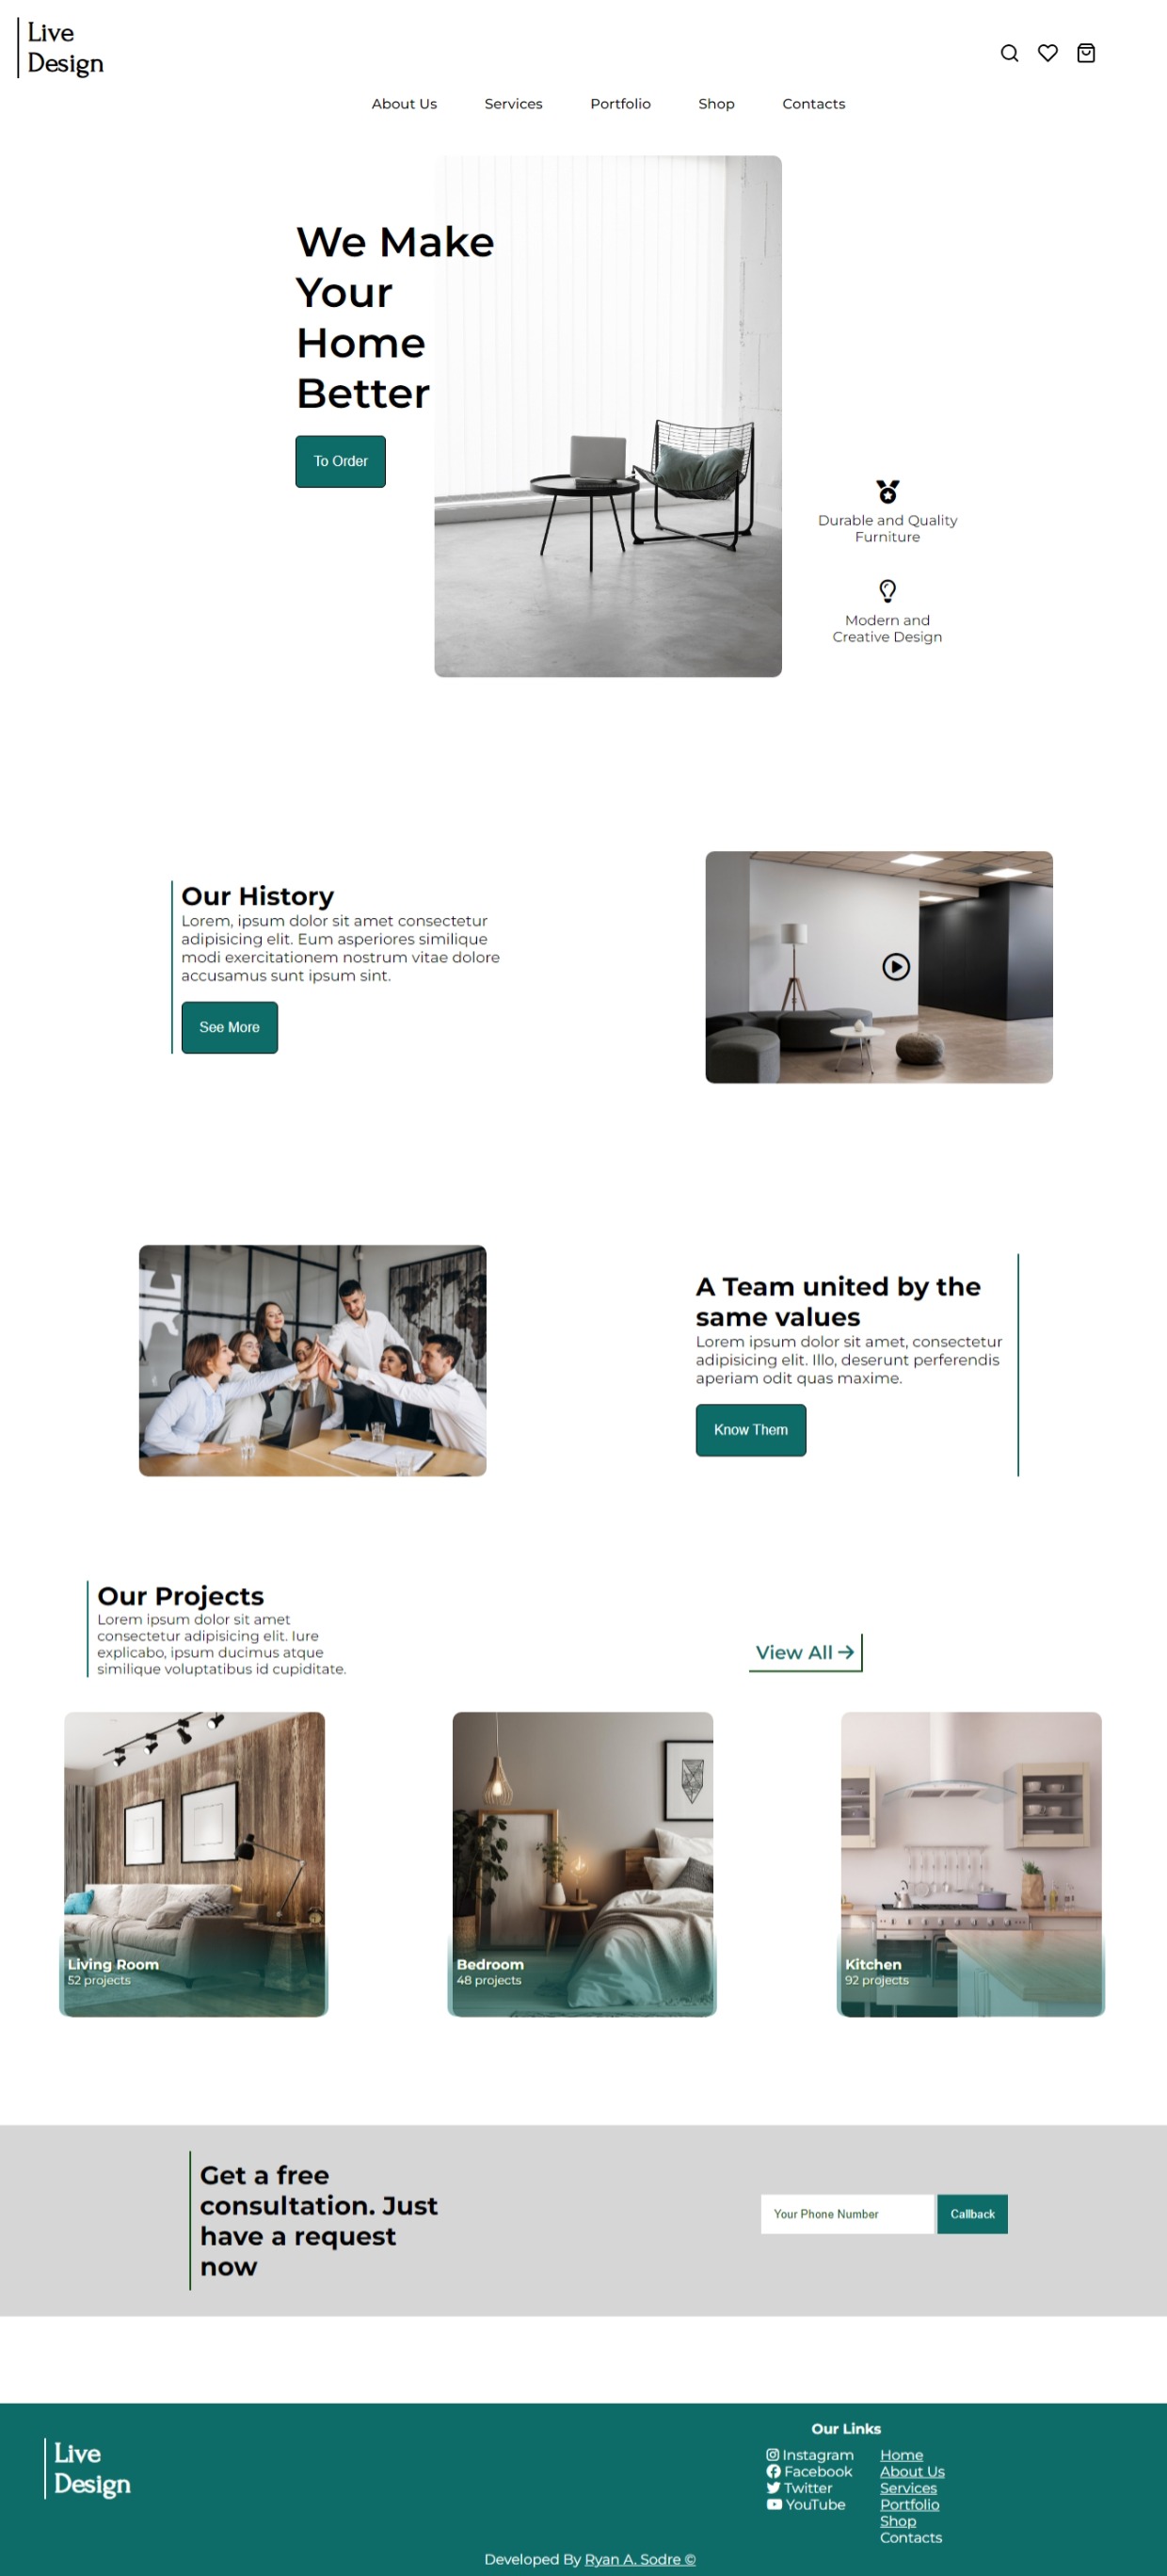 Live
Design
About Us Services Portfolio Shop Contacts
We Make
Your
Home
Better
To Order
Durable and Quality
Furniture
Modern and
Creative Design
Our History
Lorem, ipsum dolor sit amet consectetur
adipisicing elit. Eum asperiores similique
modi exercitationem nostrum vitae dolore
accusamus sunt ipsum sint.
See More
A Team united by the
same values
Lorem ipsum dolor sit amet, consectetur
adipisicing elit. Illo, deserunt perferendis
aperiam odit quas maxime.
Know Them
Our Projects
Lorem ipsum dolor sit amet
consectetur adipisicing elit. Iure
explicabo, ipsum ducimus atque
similique voluptatibus id cupiditate.
View All →
Living Room
52 projects
Bedroom
48 projects
Kitchen
92 projects
Get a free
consultation. Just
have a request
now
Your Phone Number
Callback
Live
Design
Our Links
Instagram
Facebook
Twitter
YouTube
Home
About Us
Services
Portfolio
Shop
Contacts
Developed By Ryan A. Sodre ©